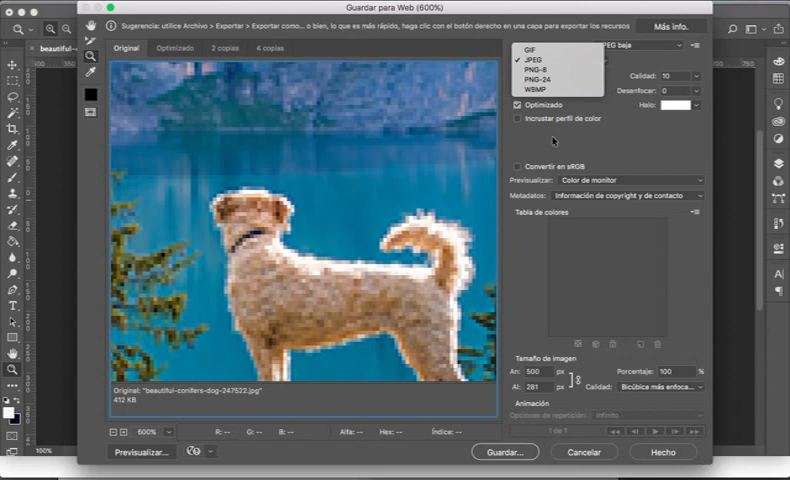 Guardar para Web (600%)
Sugerencia: utilice Archivo > Exportar > Exportar como... o bien, lo que es más rápido, haga clic con el botón derecho en una capa para exportar los recursos
Más info.
beautiful-
Original
Optimizado
2 copias
4 copias
JPEG baja
GIF
✓ JPEG
PNG-8
PNG-24
WBMP
Calidad: 10
Desenfocar: 0
Optimizado
Halo:
Incrustar perfil de color
Convertir en sRGB
Previsualizar: Color de monitor
Metadatos: Información de copyright y de contacto
Tabla de colores
Tamaño de imagen
An: 500 px
Porcentaje: 100 %
Al: 281 px
Calidad: Bicúbica más enfoca...
Animación
Opciones de repetición: Infinito
1 de 1
Original: "beautiful-conifers-dog-247522.jpg"
412 KB
600%
R: --
G: --
B: --
Alfa: --
Hex: --
Índice: --
Previsualizar...
Guardar...
Cancelar
Hecho
100%